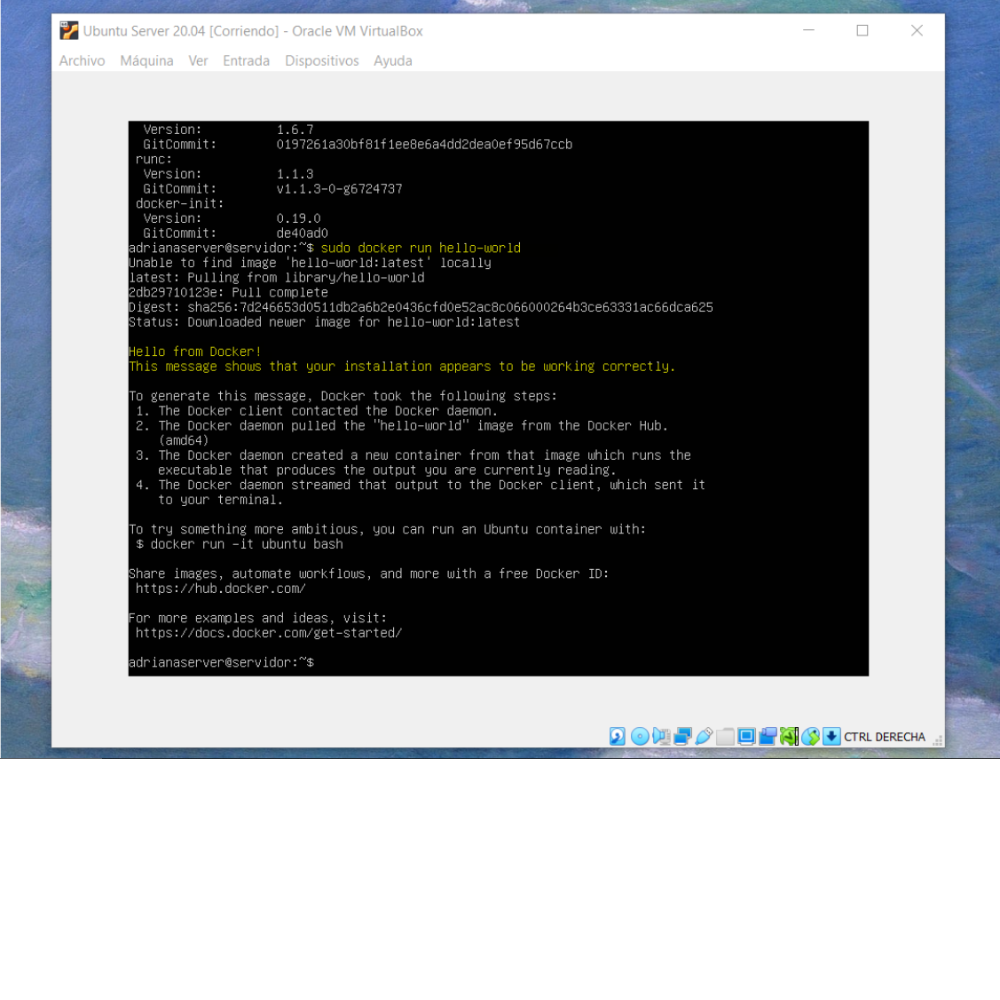 Ubuntu Server 20.04 [Corriendo] - Oracle VM VirtualBox
Archivo Máquina Ver Entrada Dispositivos Ayuda
Version: 1.6.7
GitCommit: 0197261a30bf81f1ee8e6a4dd2dea0ef95d67ccb
runc:
Version: 1.1.3
GitCommit: v1.1.3-0-g6724737
docker-init:
Version: 0.19.0
GitCommit: de40ad0
adrianaserver@servidor:~$ sudo docker run hello-world
Unable to find image 'hello-world:latest' locally
latest: Pulling from library/hello-world
2db29710123e: Pull complete
Digest: sha256:7d246653d0511db2a6b2e0436cfd0e52ac8c066000264b3ce63331ac66dca625
Status: Downloaded newer image for hello-world:latest
Hello from Docker!
This message shows that your installation appears to be working correctly.
To generate this message, Docker took the following steps:
1. The Docker client contacted the Docker daemon.
2. The Docker daemon pulled the "hello-world" image from the Docker Hub.
(amd64)
3. The Docker daemon created a new container from that image which runs the
executable that produces the output you are currently reading.
4. The Docker daemon streamed that output to the Docker client, which sent it
to your terminal.
To try something more ambitious, you can run an Ubuntu container with:
$ docker run -it ubuntu bash
Share images, automate workflows, and more with a free Docker ID:
https://hub.docker.com/
For more examples and ideas, visit:
https://docs.docker.com/get-started/
adrianaserver@servidor:~$
CTRL DERECHA